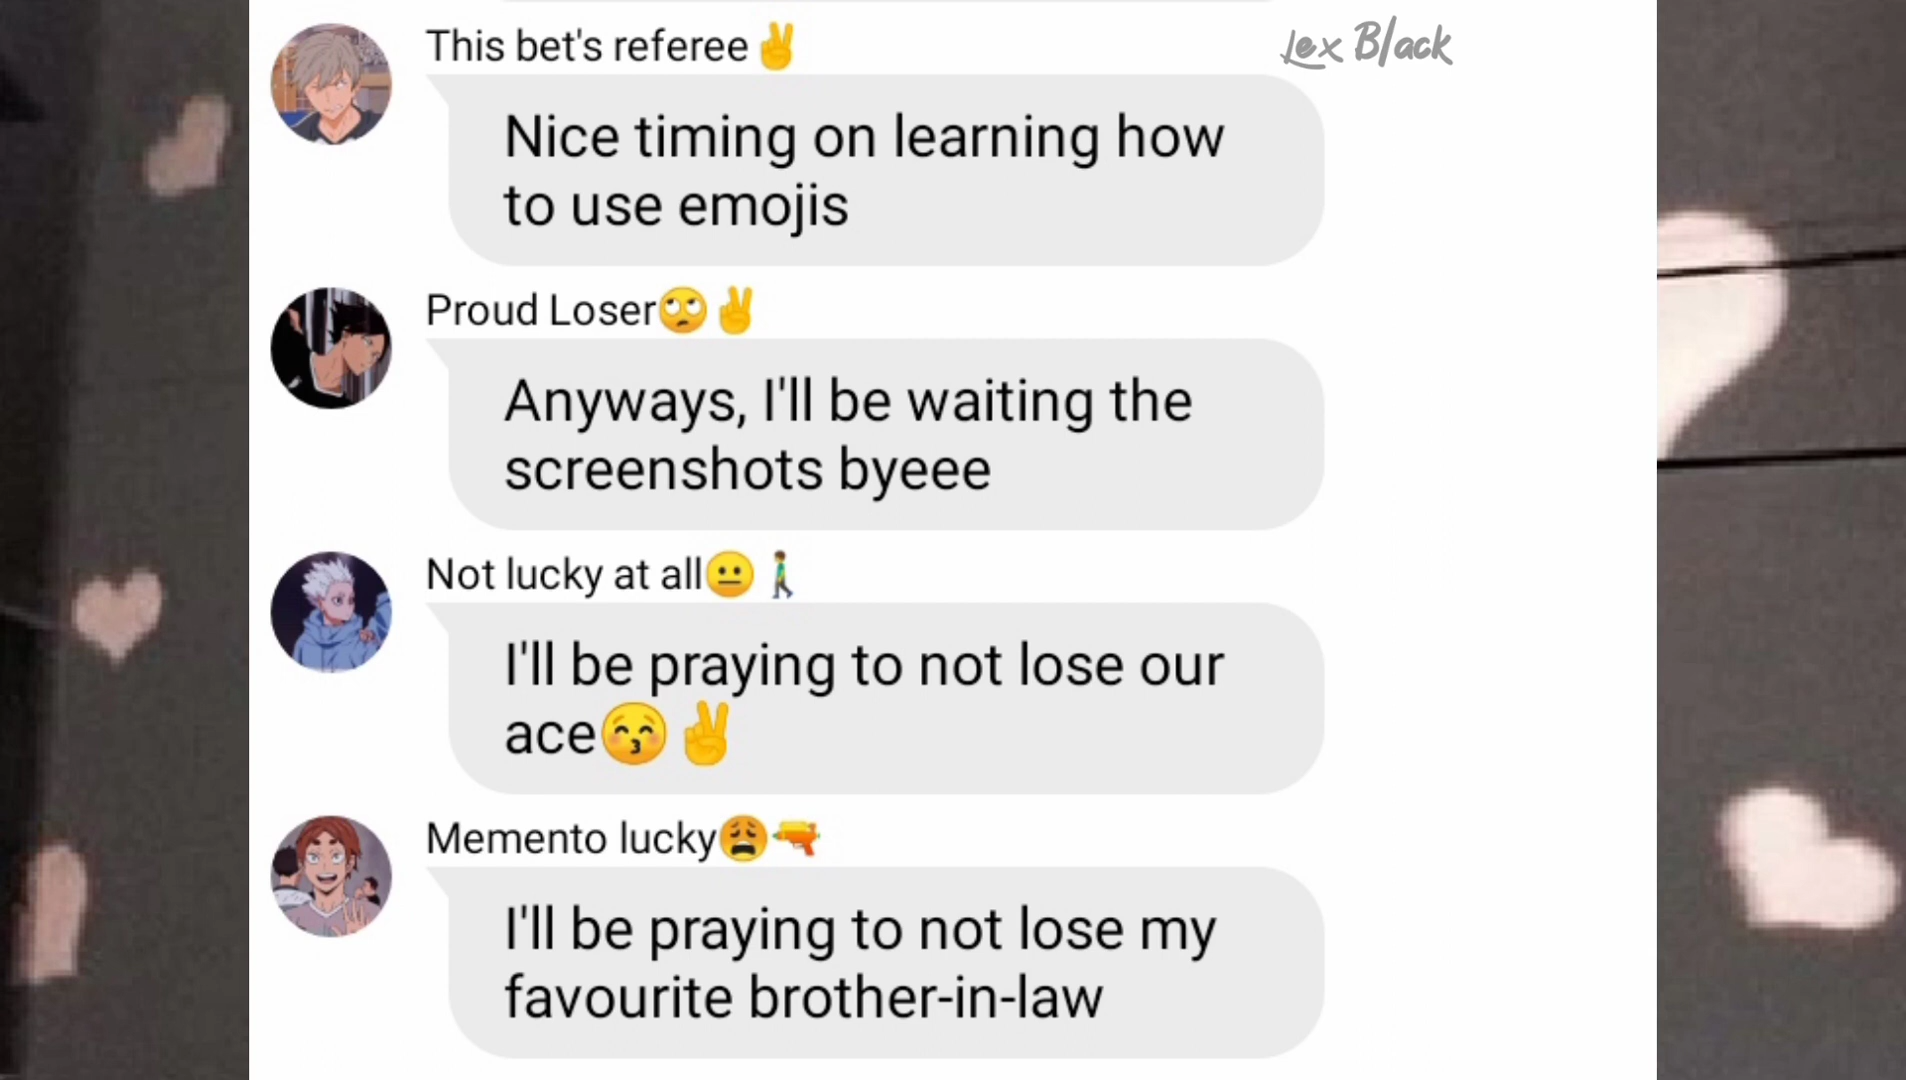 This bet's referee✌️
Lex Black
Nice timing on learning how
to use emojis
Proud Loser🙄✌️
Anyways, I'll be waiting the
screenshots byeee
Not lucky at all😐🚶‍♂️
I'll be praying to not lose our
ace😚✌️
Memento lucky😩🔫
I'll be praying to not lose my
favourite brother-in-law